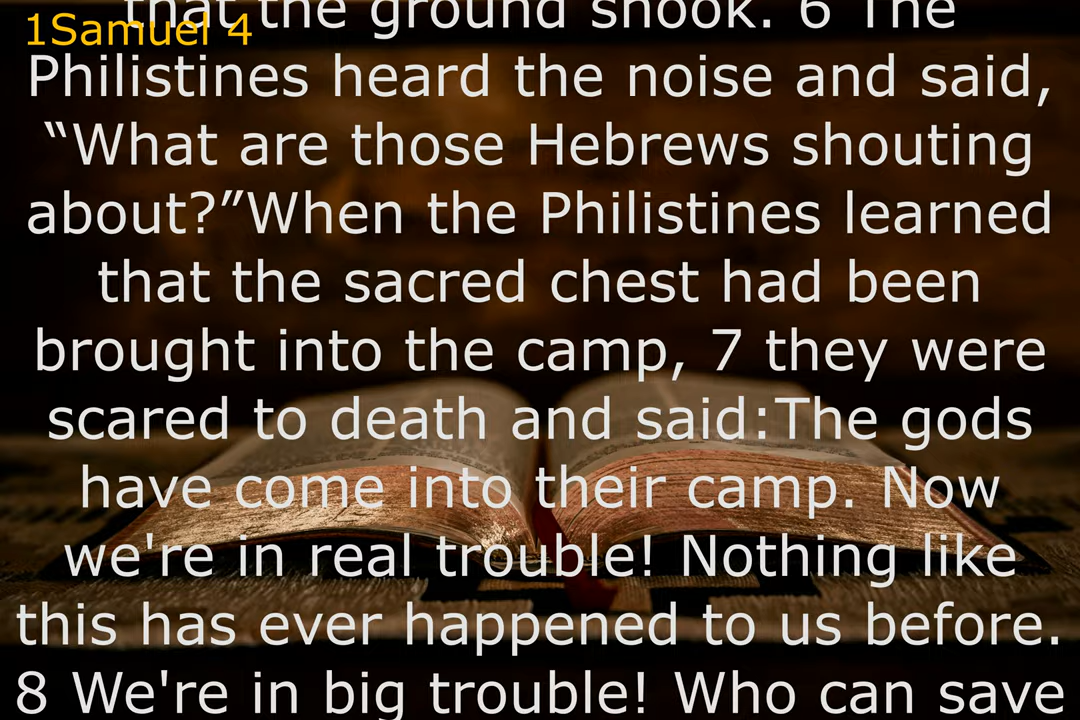 that the ground shook. 6 The
1Samuel 4
Philistines heard the noise and said,
“What are those Hebrews shouting
about?”When the Philistines learned
that the sacred chest had been
brought into the camp, 7 they were
scared to death and said:The gods
have come into their camp. Now
we're in real trouble! Nothing like
this has ever happened to us before.
8 We're in big trouble! Who can save